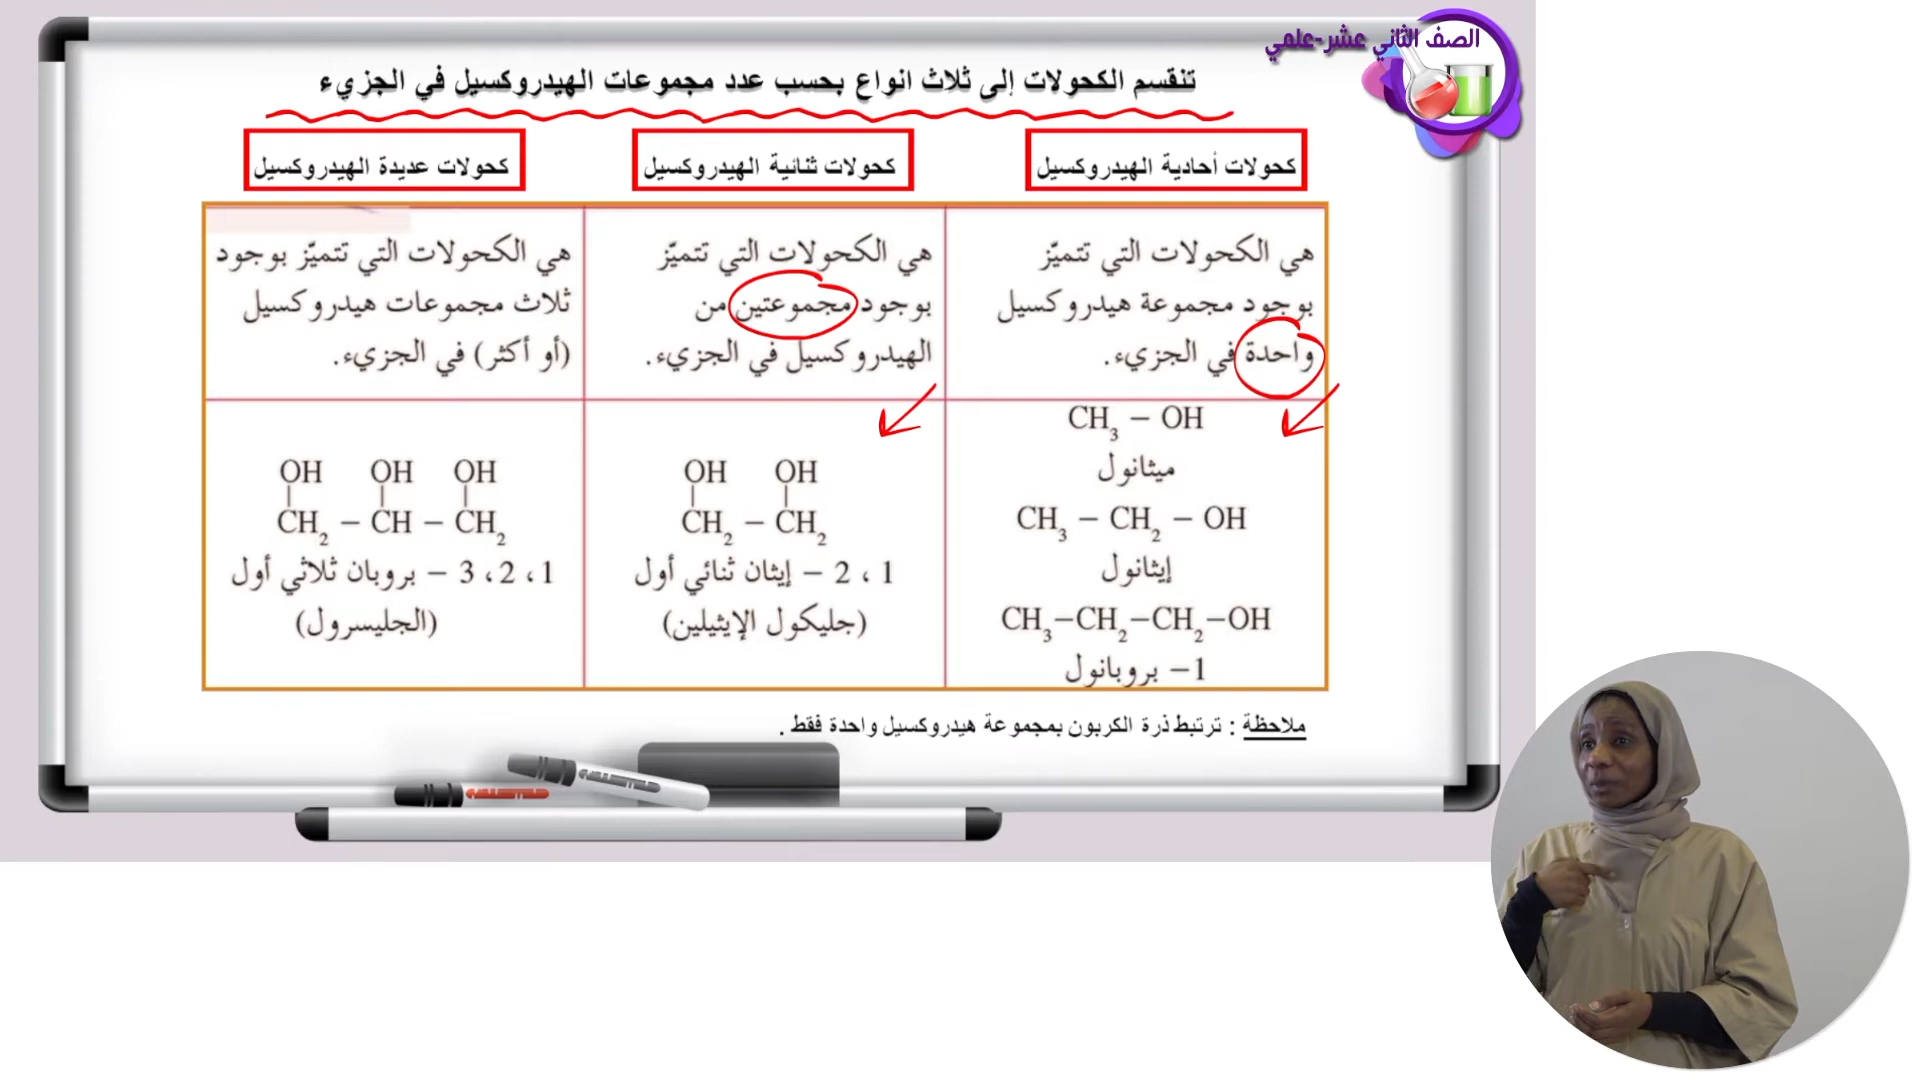 الصف الثاني عشر-علمي
تنقسم الكحولات إلى ثلاث انواع بحسب عدد مجموعات الهيدروكسيل في الجزيء
كحولات أحادية الهيدروكسيل
كحولات ثنائية الهيدروكسيل
كحولات عديدة الهيدروكسيل
هي الكحولات التي تتميّز
بوجود مجموعة هيدروكسيل
واحدة في الجزيء.
هي الكحولات التي تتميّز
بوجود مجموعتين من
الهيدروكسيل في الجزيء.
هي الكحولات التي تتميّز بوجود
ثلاث مجموعات هيدروكسيل
(أو أكثر) في الجزيء.
CH₃ – OH
ميثانول
CH₃ – CH₂ – OH
إيثانول
CH₃–CH₂–CH₂–OH
1– بروبانول
OH OH
CH₂ – CH₂
1 ، 2 – إيثان ثنائي أول
(جليكول الإيثيلين)
OH OH OH
CH₂ – CH – CH₂
1، 2، 3 – بروبان ثلاثي أول
(الجليسرول)
ملاحظة : ترتبط ذرة الكربون بمجموعة هيدروكسيل واحدة فقط .